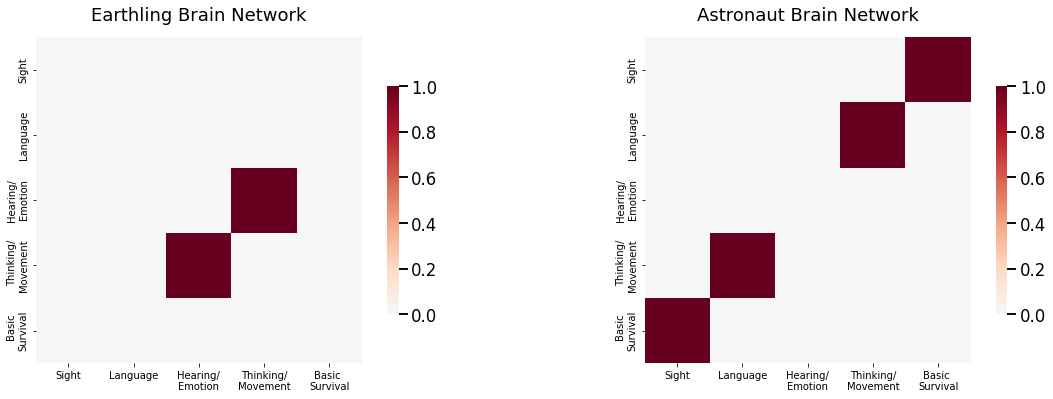 Earthling Brain Network
Sight
Language
Hearing/
Emotion
Thinking/
Movement
Basic
Survival
Sight
Language
Hearing/
Emotion
Thinking/
Movement
Basic
Survival
1.0
0.8
0.6
0.4
0.2
0.0
Astronaut Brain Network
Sight
Language
Hearing/
Emotion
Thinking/
Movement
Basic
Survival
Sight
Language
Hearing/
Emotion
Thinking/
Movement
Basic
Survival
1.0
0.8
0.6
0.4
0.2
0.0